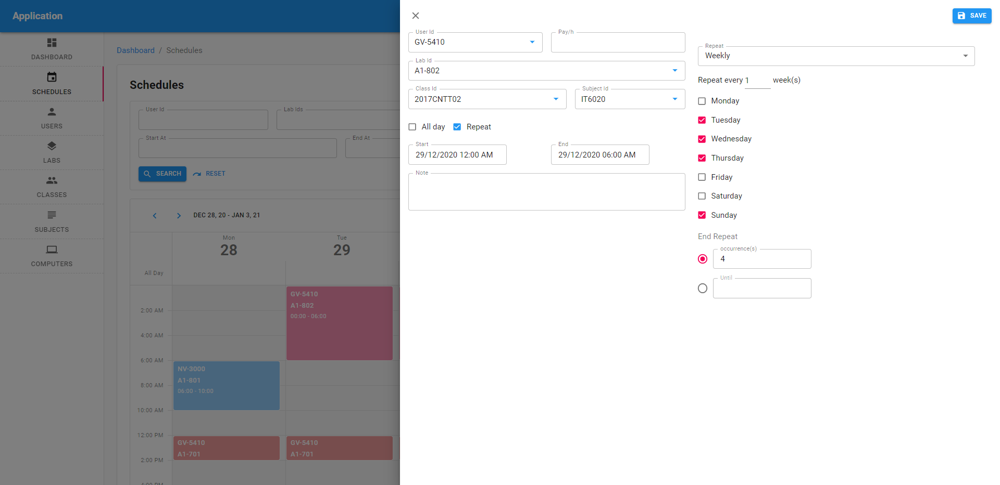 Application
DASHBOARD
SCHEDULES
USERS
LABS
CLASSES
SUBJECTS
COMPUTERS
Dashboard / Schedules
Schedules
User Id
Lab Ids
Start At
End At
SEARCH
RESET
DEC 28, 20 - JAN 3, 21
Mon
28
Tue
29
All Day
2:00 AM
4:00 AM
6:00 AM
8:00 AM
10:00 AM
12:00 PM
2:00 PM
4:00 PM
GV-5410
A1-802
00:00 - 06:00
NV-3000
A1-801
06:00 - 10:00
GV-5410
A1-701
GV-5410
A1-701
SAVE
User Id
GV-5410
Pay/h
Lab Id
A1-802
Class Id
2017CNTT02
Subject Id
IT6020
All day
Repeat
Start
29/12/2020 12:00 AM
End
29/12/2020 06:00 AM
Note
Repeat
Weekly
Repeat every 1 week(s)
Monday
Tuesday
Wednesday
Thursday
Friday
Saturday
Sunday
End Repeat
occurrence(s)
4
Until